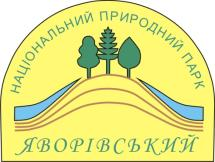 НАЦІОНАЛЬНИЙ ПРИРОДНИЙ ПАРК
ЯВОРІВСЬКИЙ